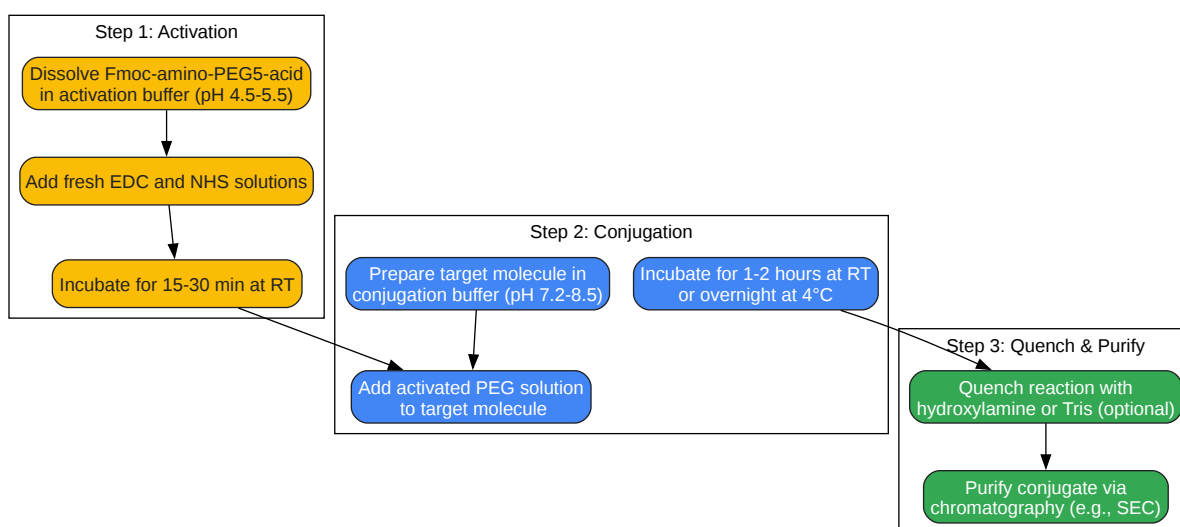 Step 1: Activation
Dissolve Fmoc-amino-PEG5-acid
in activation buffer (pH 4.5-5.5)
Add fresh EDC and NHS solutions
Incubate for 15-30 min at RT
Step 2: Conjugation
Prepare target molecule in
conjugation buffer (pH 7.2-8.5)
Incubate for 1-2 hours at RT
or overnight at 4°C
Add activated PEG solution
to target molecule
Step 3: Quench & Purify
Quench reaction with
hydroxylamine or Tris (optional)
Purify conjugate via
chromatography (e.g., SEC)